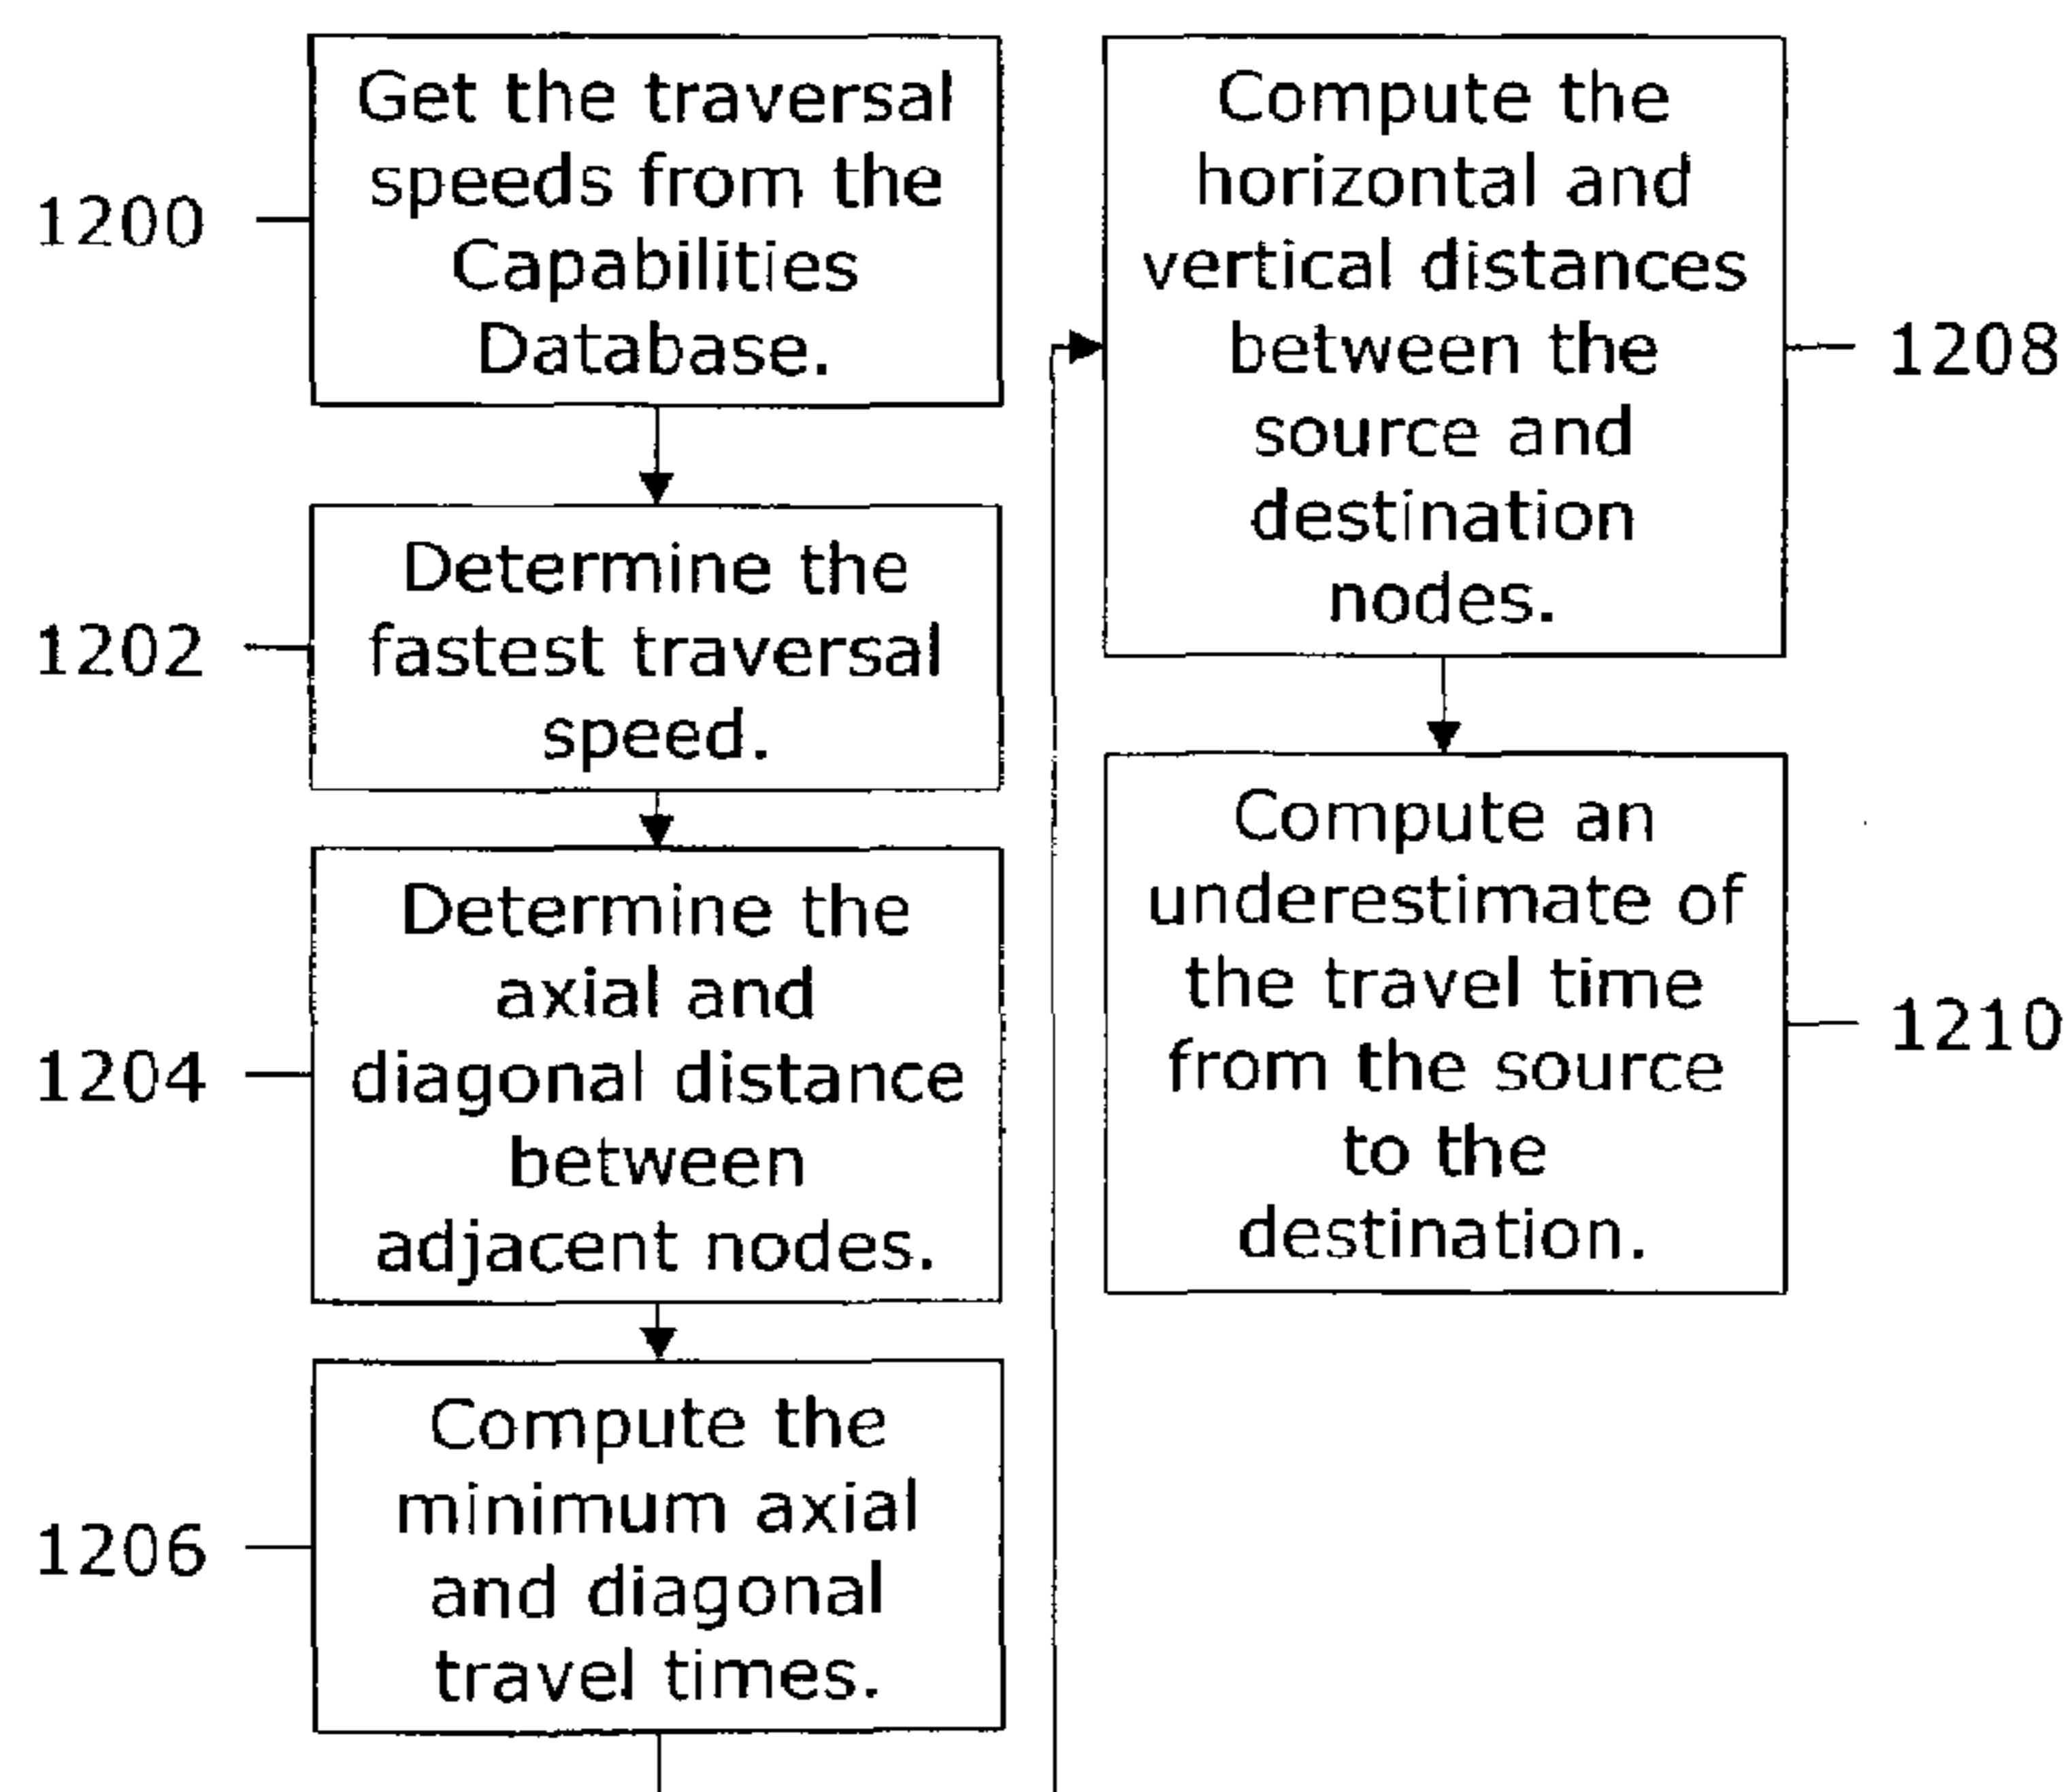 1200
Get the traversal
speeds from the
Capabilities
Database.
1202
Determine the
fastest traversal
speed.
1204
Determine the
axial and
diagonal distance
between
adjacent nodes.
1206
Compute the
minimum axial
and diagonal
travel times.
Compute the
horizontal and
vertical distances
between the
source and
destination
nodes.
1208
Compute an
underestimate of
the travel time
from the source
to the
destination.
1210